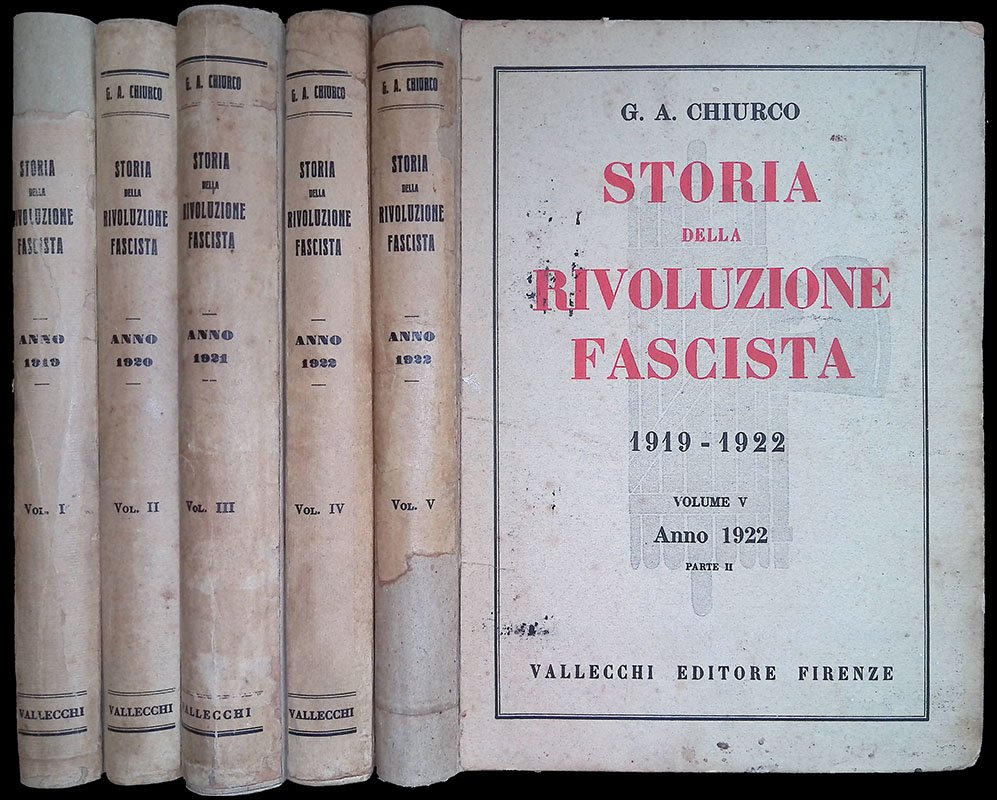 STORIA
DELLA
RIVOLUZIONE
FASCISTA
ANNO
1919
Vol. I
VALLECCHI
G. A. CHIURCO
STORIA
DELLA
RIVOLUZIONE
FASCISTA
ANNO
1920
Vol. II
VALLECCHI
G. A. CHIURCO
STORIA
DELLA
RIVOLUZIONE
FASCISTA
ANNO
1921
Vol. III
VALLECCHI
G. A. CHIURCO
STORIA
DELLA
RIVOLUZIONE
FASCISTA
ANNO
1922
Vol. IV
VALLECCHI
G. A. CHIURCO
STORIA
DELLA
RIVOLUZIONE
FASCISTA
ANNO
1922
Vol. V
G. A. CHIURCO
STORIA
DELLA
RIVOLUZIONE
FASCISTA
1919 - 1922
VOLUME V
Anno 1922
PARTE II
VALLECCHI EDITORE FIRENZE